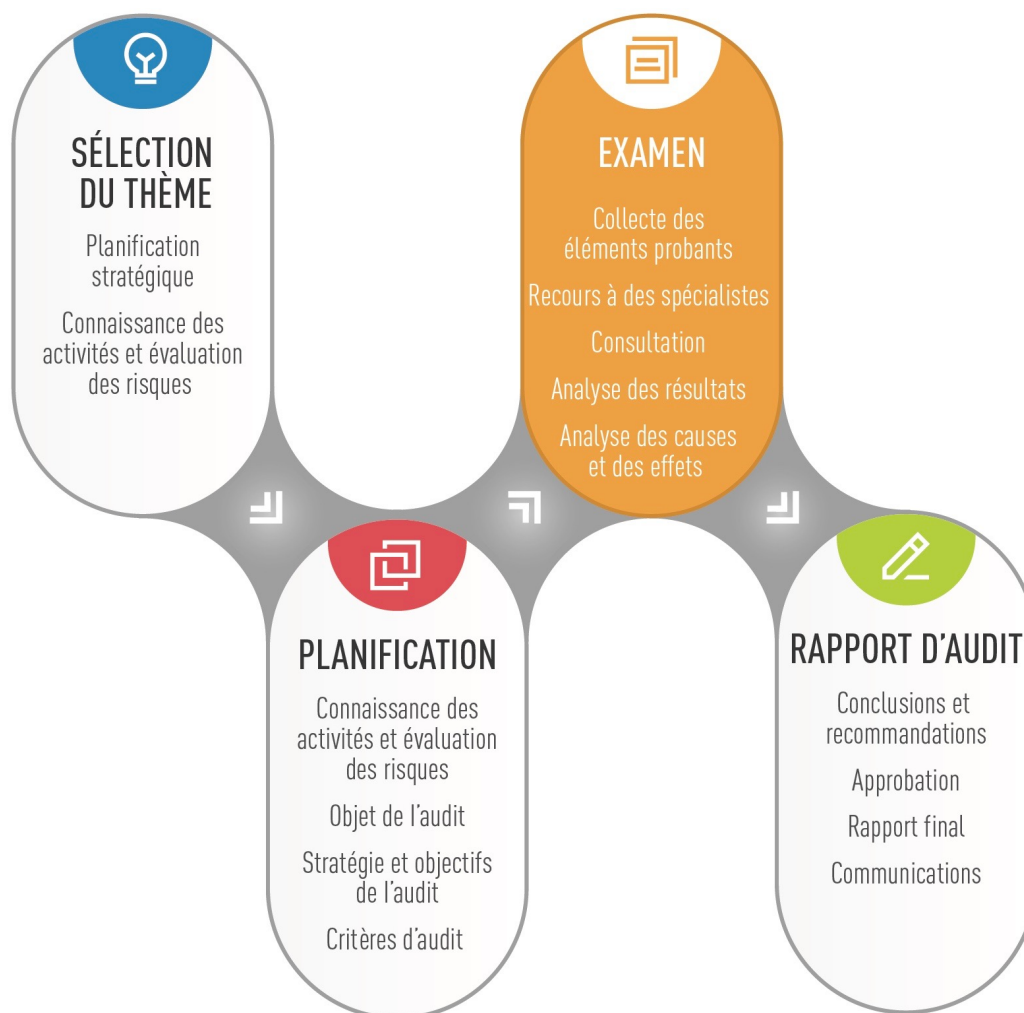 SÉLECTION
DU THÈME
Planification
stratégique
Connaissance des
activités et évaluation
des risques
PLANIFICATION
Connaissance des
activités et évaluation
des risques
Objet de l'audit
Stratégie et objectifs
de l'audit
Critères d'audit
EXAMEN
Collecte des
éléments probants
Recours à des spécialistes
Consultation
Analyse des résultats
Analyse des causes
et des effets
RAPPORT D'AUDIT
Conclusions et
recommandations
Approbation
Rapport final
Communications